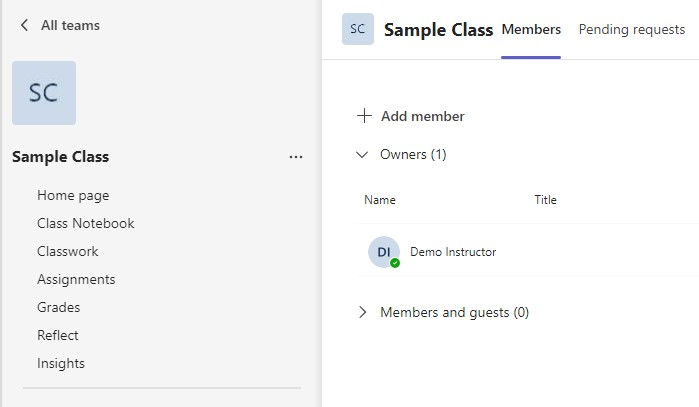 All teams
SC
Sample Class
...
Home page
Class Notebook
Classwork
Assignments
Grades
Reflect
Insights
SC Sample Class Members Pending requests
+ Add member
Owners (1)
Name Title
DI Demo Instructor
Members and guests (0)